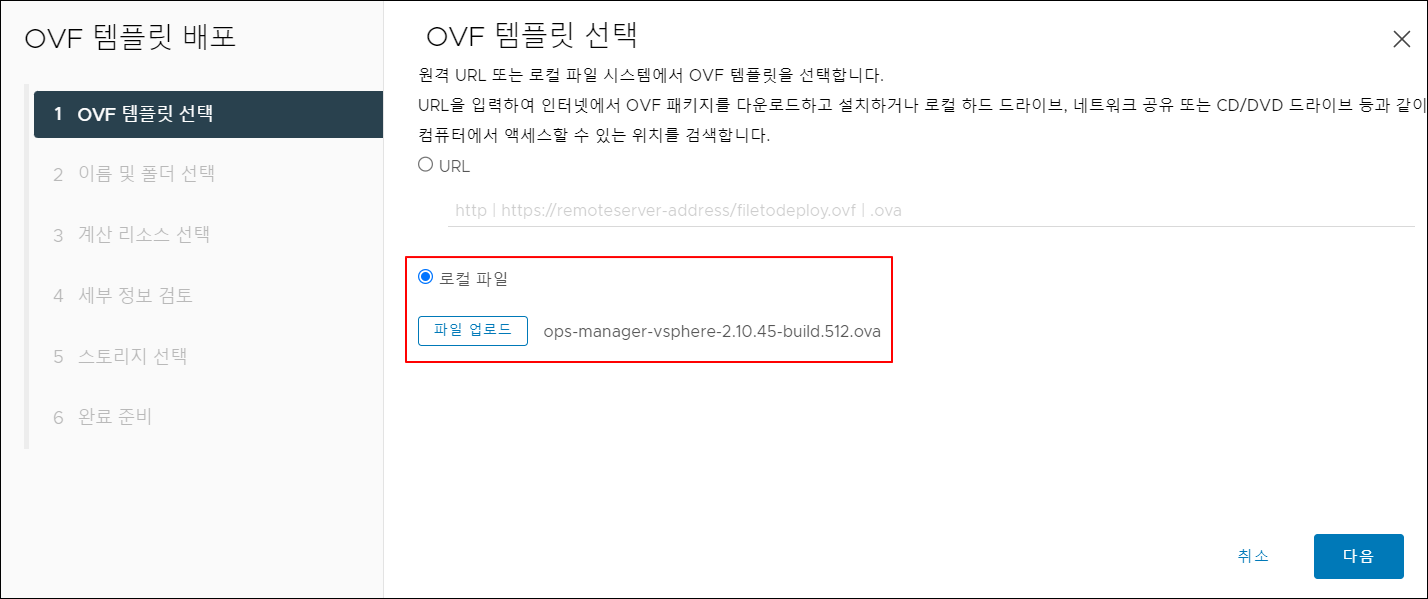 OVF 템플릿 배포
1 OVF 템플릿 선택
2 이름 및 폴더 선택
3 계산 리소스 선택
4 세부 정보 검토
5 스토리지 선택
6 완료 준비
OVF 템플릿 선택
원격 URL 또는 로컬 파일 시스템에서 OVF 템플릿을 선택합니다.
URL을 입력하여 인터넷에서 OVF 패키지를 다운로드하고 설치하거나 로컬 하드 드라이브, 네트워크 공유 또는 CD/DVD 드라이브 등과 같이
컴퓨터에서 액세스할 수 있는 위치를 검색합니다.
URL
http | https://remoteserver-address/filetodeploy.ovf | .ova
로컬 파일
파일 업로드 ops-manager-vsphere-2.10.45-build.512.ova
취소 다음